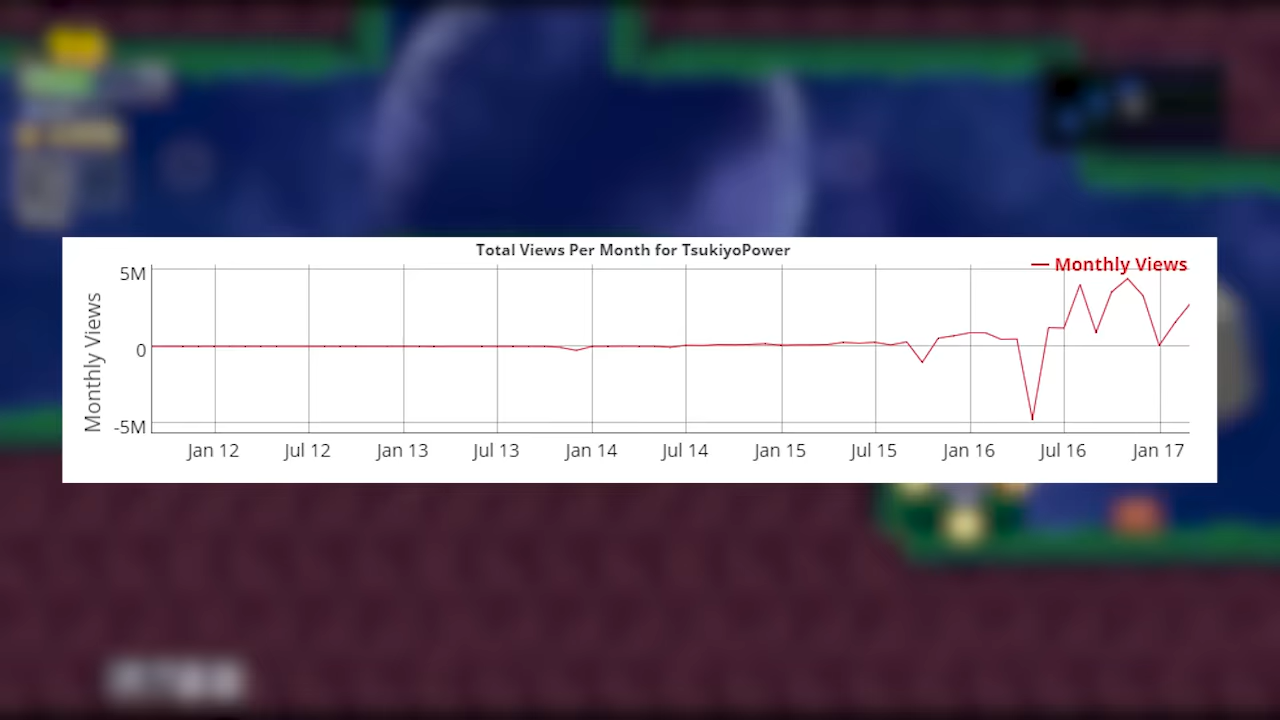 Total Views Per Month for TsukiyoPower
Monthly Views
5M
0
-5M
Monthly Views
Jan 12 Jul 12 Jan 13 Jul 13 Jan 14 Jul 14 Jan 15 Jul 15 Jan 16 Jul 16 Jan 17